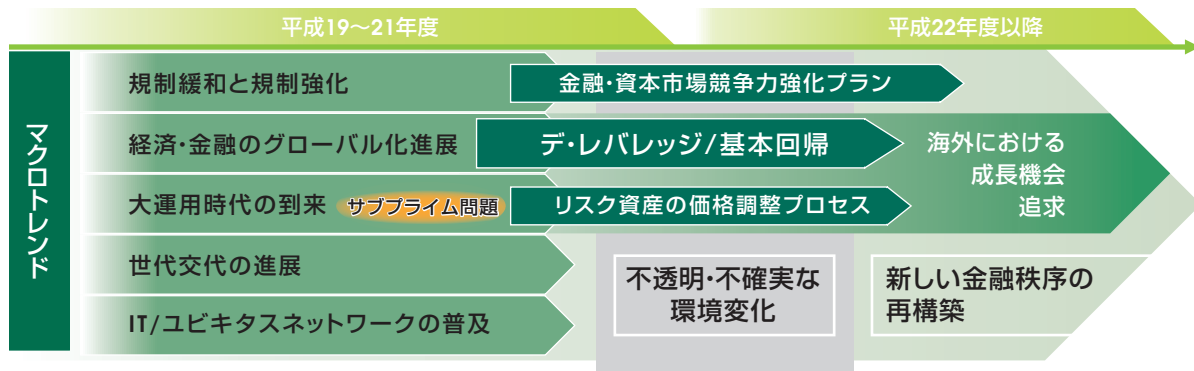 平成19〜21年度
平成22年度以降
マクロトレンド
規制緩和と規制強化
金融・資本市場競争力強化プラン
経済・金融のグローバル化進展
デ・レバレッジ/基本回帰
大運用時代の到来
サブプライム問題
リスク資産の価格調整プロセス
海外における
成長機会
追求
世代交代の進展
IT/ユビキタスネットワークの普及
不透明・不確実な
環境変化
新しい金融秩序の
再構築